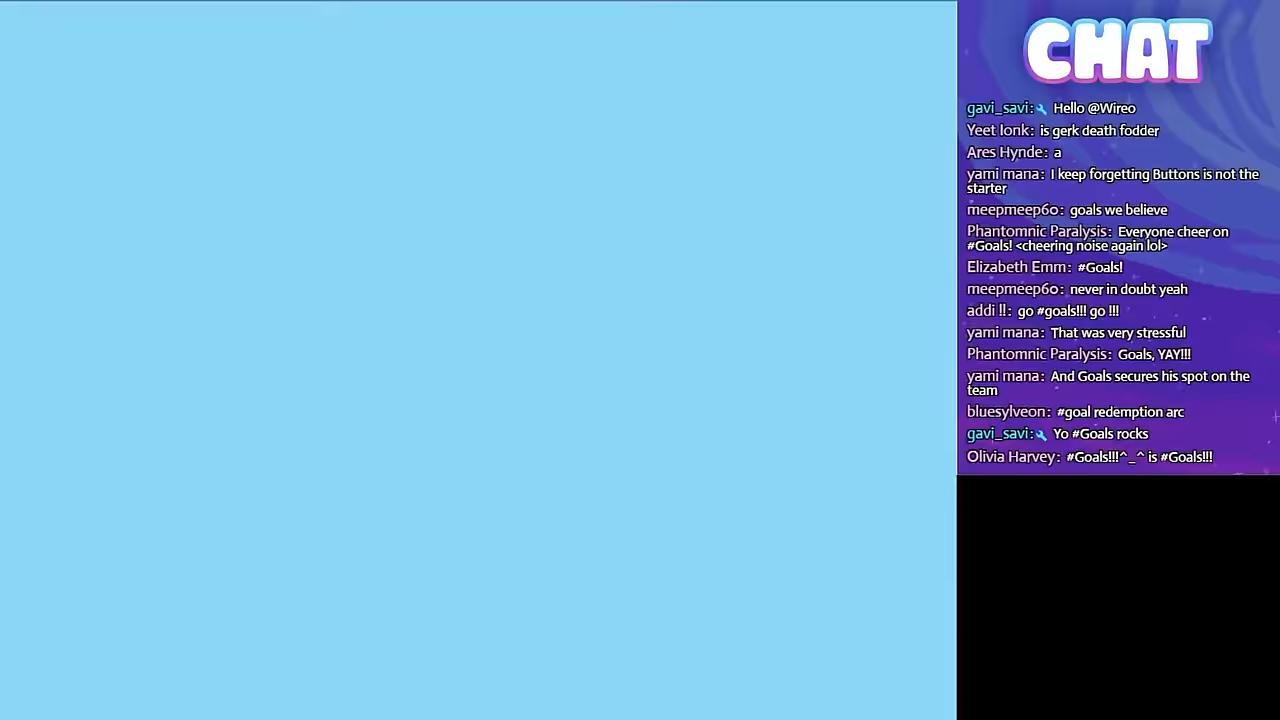 CHAT
gavi_savi: Hello @Wireo
Yeet lonk: is gerk death fodder
Ares Hynde: a
yami mana: I keep forgetting Buttons is not the
starter
meepmeep60: goals we believe
Phantomnic Paralysis: Everyone cheer on
#Goals! <cheering noise again lol>
Elizabeth Emm: #Goals!
meepmeep60: never in doubt yeah
addi !!: go #goals!!! go !!!
yami mana: That was very stressful
Phantomnic Paralysis: Goals, YAY!!!
yami mana: And Goals secures his spot on the
team
bluesylveon: #goal redemption arc
gavi_savi: Yo #Goals rocks
Olivia Harvey: #Goals!!!^_^ is #Goals!!!